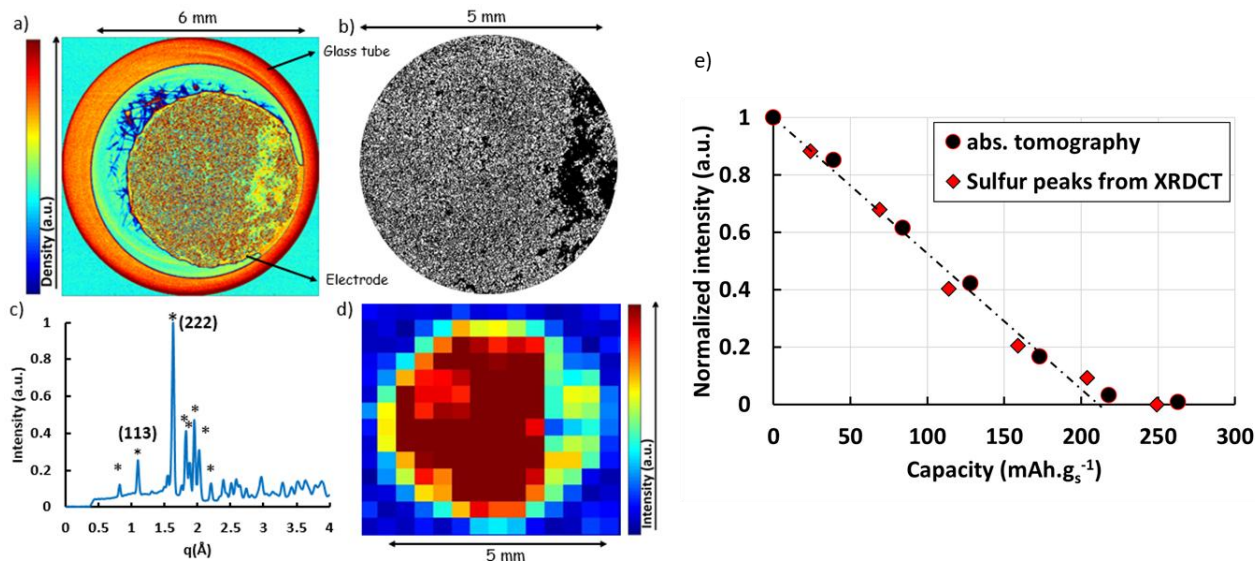 a)
6 mm
Glass tube
Density (a.u.)
Electrode
b)
5 mm
c)
Intensity (a.u.)
1
0.8
0.6
0.4
0.2
0
* (222)
(113)
*
*
*
*
*
*
*
0 0.5 1 1.5 2 2.5 3 3.5 4
q(Å)
d)
Intensity (a.u.)
5 mm
e)
Normalized intensity (a.u.)
1
0.8
0.6
0.4
0.2
0
abs. tomography
Sulfur peaks from XRDCT
0 50 100 150 200 250 300
Capacity (mAh.gs-1)